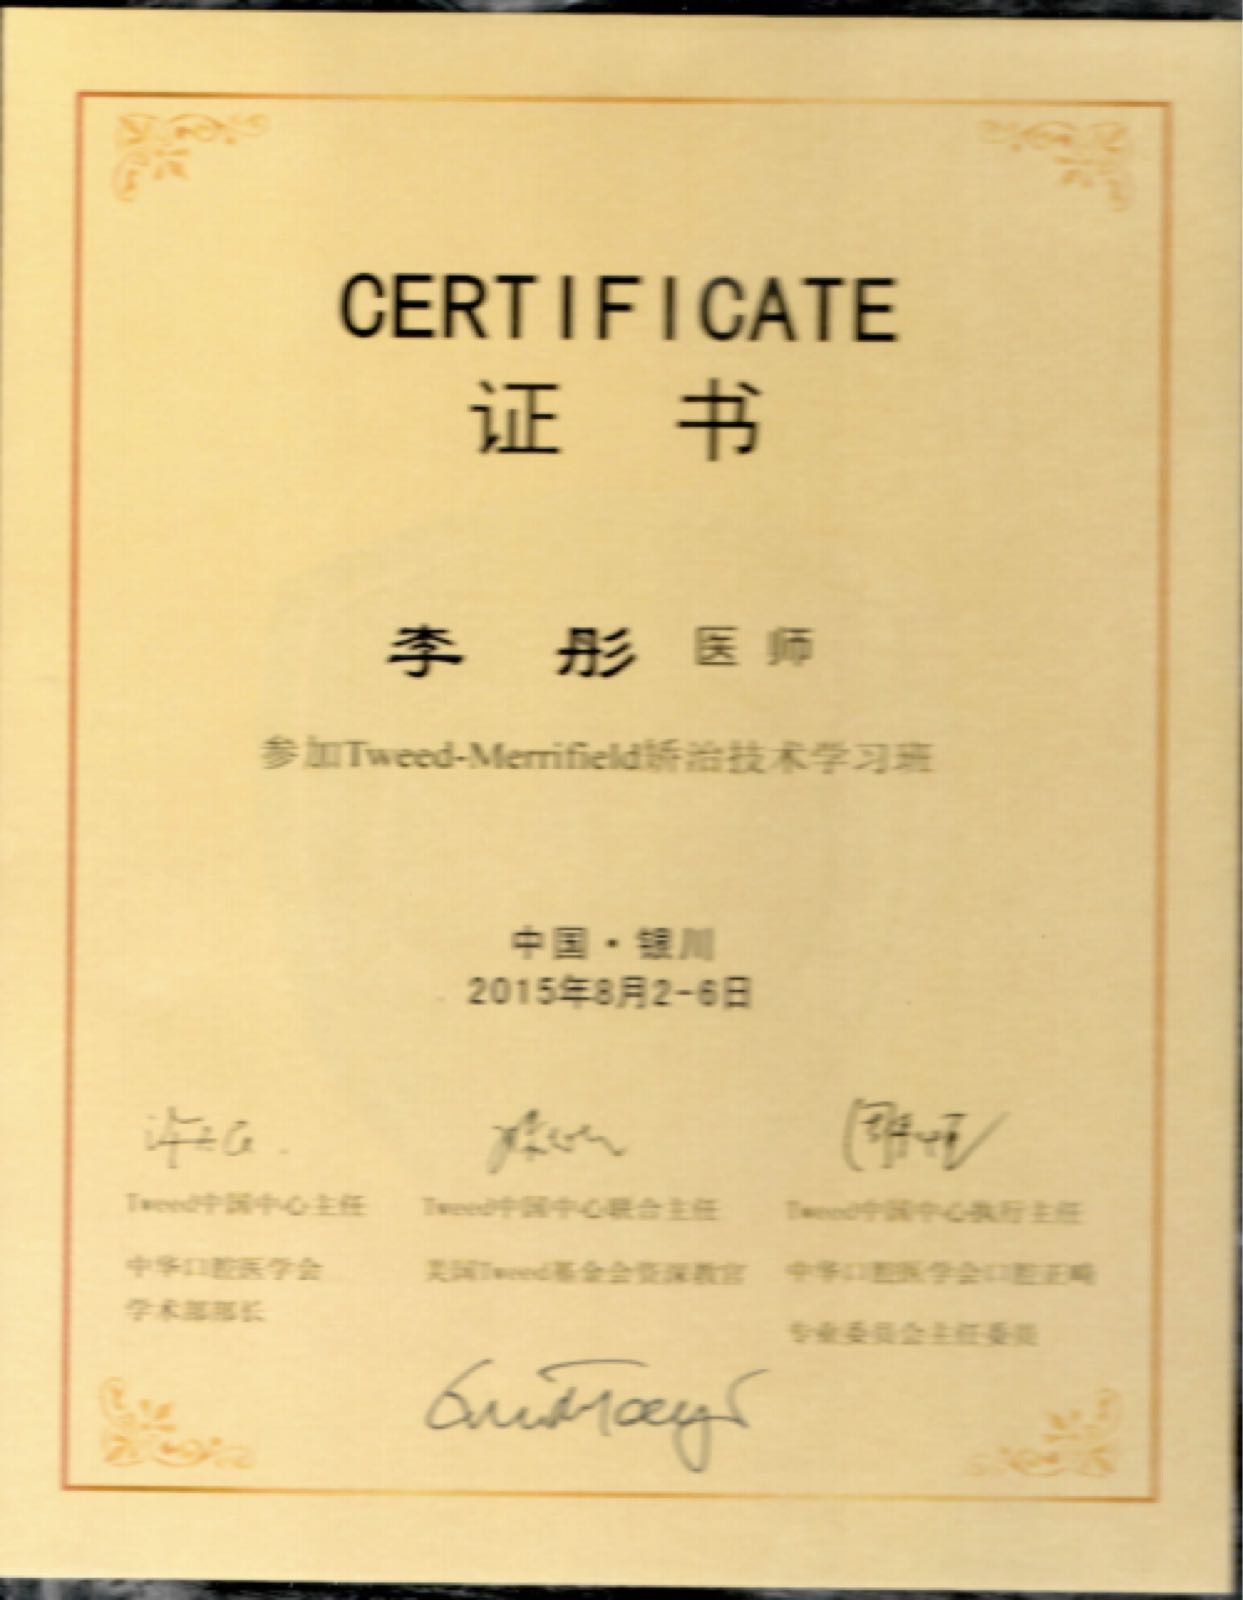 CERTIFICATE
证 书
李 彤 医 师
参加Tweed-Merrifield矫治技术学习班
中国·银川
2015年8月2-6日
Tweed中国中心主任 Tweed中国中心联合主任 Tweed中国中心执行主任
中华口腔医学会 美国Tweed基金会资深教官 中华口腔医学会口腔正畸
学术部部长
专业委员会主任委员